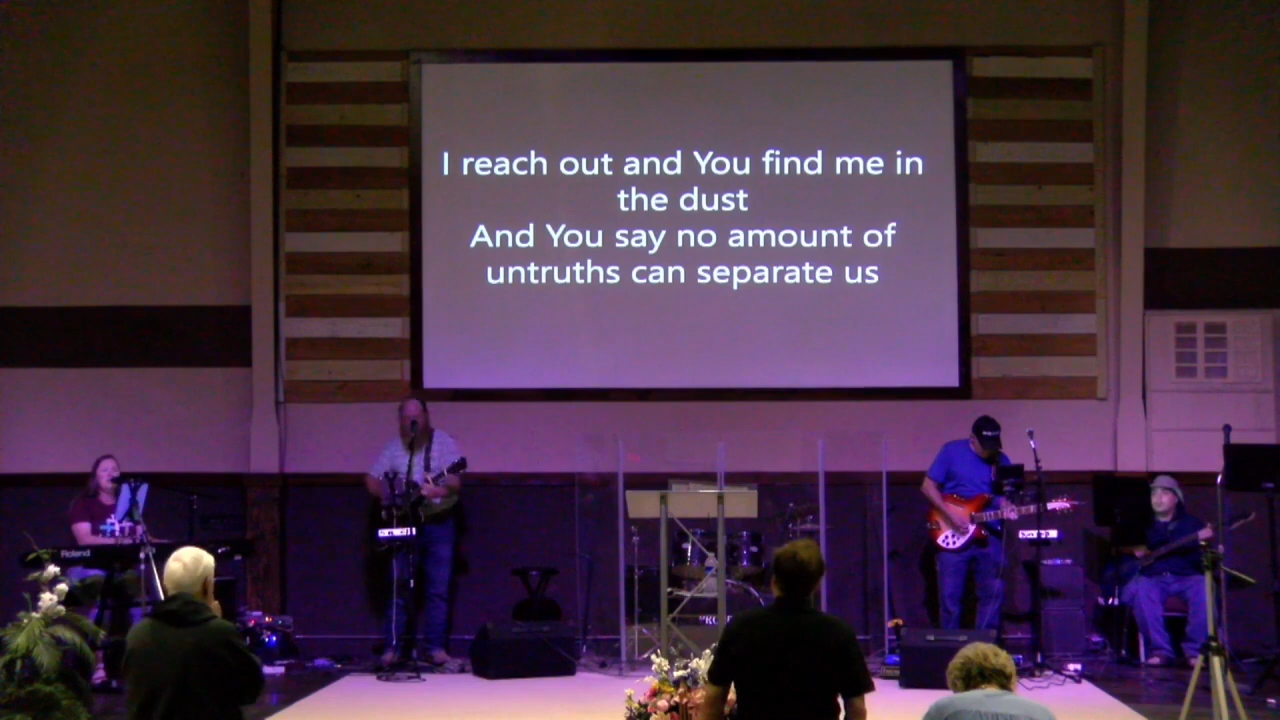 I reach out and You find me in
the dust
And You say no amount of
untruths can separate us
Roland